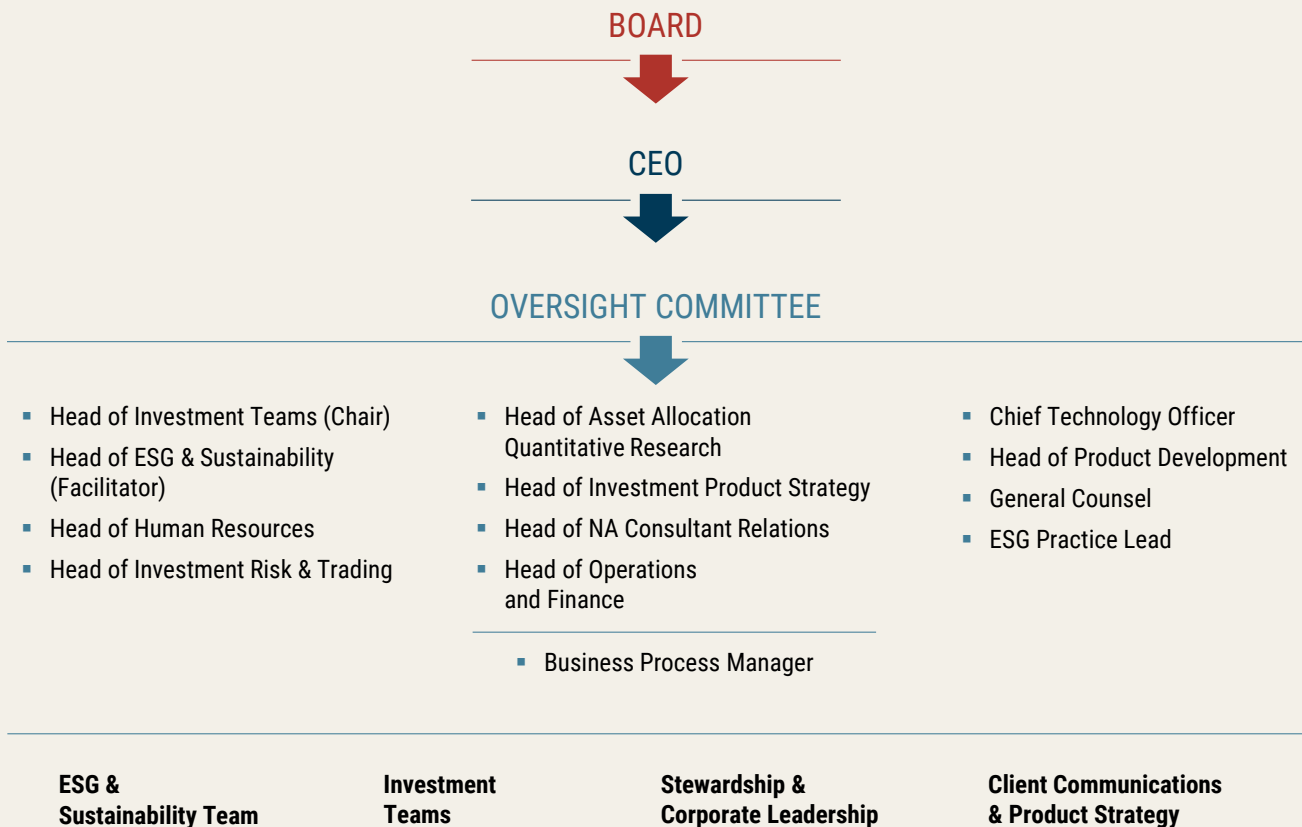 BOARD
CEO
OVERSIGHT COMMITTEE
▪ Head of Investment Teams (Chair)
▪ Head of ESG & Sustainability
(Facilitator)
▪ Head of Human Resources
▪ Head of Investment Risk & Trading
▪ Head of Asset Allocation
Quantitative Research
▪ Head of Investment Product Strategy
▪ Head of NA Consultant Relations
▪ Head of Operations
and Finance
▪ Business Process Manager
▪ Chief Technology Officer
▪ Head of Product Development
▪ General Counsel
▪ ESG Practice Lead
ESG &
Sustainability Team
Investment
Teams
Stewardship &
Corporate Leadership
Client Communications
& Product Strategy